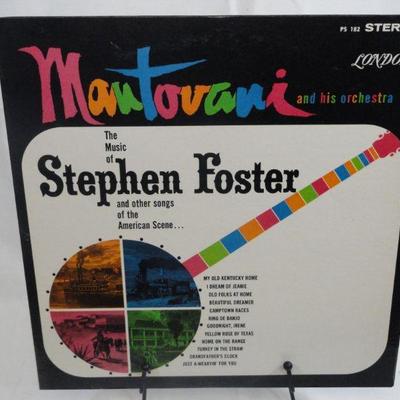 PS 182 STER
LONDO
Mantovani
and his orchestra
The
Music
of
Stephen Foster
and other songs
of the
American Scene...
MY OLD KENTUCKY HOME
I DREAM OF JEANIE
OLD FOLKS AT HOME
BEAUTIFUL DREAMER
CAMPTOWN RACES
RING DE BANJO
GOODNIGHT, IRENE
YELLOW ROSE OF TEXAS
HOME ON THE RANGE
TURKEY IN THE STRAW
GRANDFATHER'S CLOCK
JUST A-WEARYIN' FOR YOU